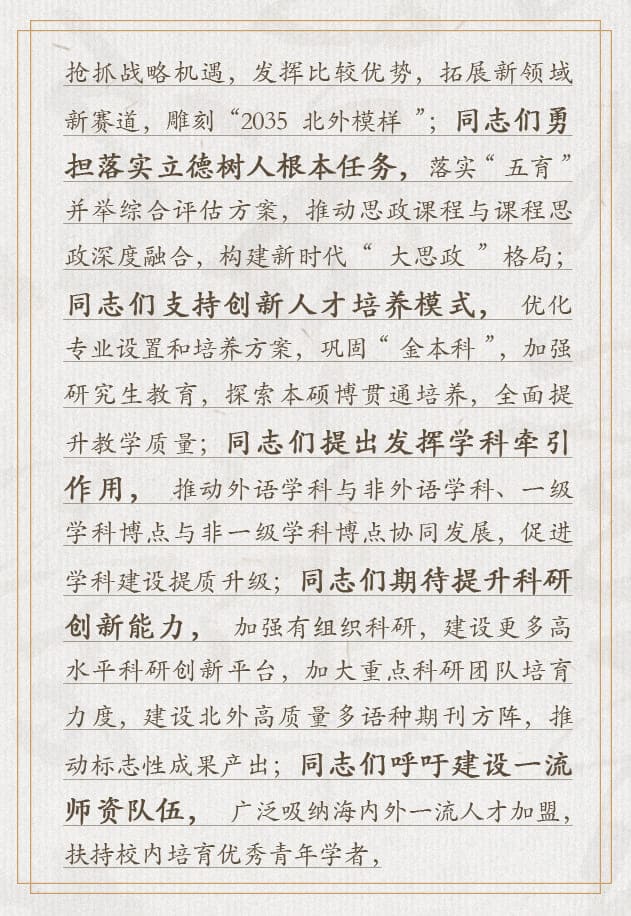 抢抓战略机遇，发挥比较优势，拓展新领域
新赛道，雕刻“2035 北外模样 ”；同志们勇
担落实立德树人根本任务，落实“ 五育”
并举综合评估方案，推动思政课程与课程思
政深度融合，构建新时代 “ 大思政 ” 格局；
同志们支持创新人才培养模式， 优化
专业设置和培养方案，巩固“ 金本科 ”，加强
研究生教育，探索本硕博贯通培养，全面提
升教学质量；同志们提出发挥学科牵引
作用， 推动外语学科与非外语学科、一级
学科博点与非一级学科博点协同发展，促进
学科建设提质升级；同志们期待提升科研
创新能力， 加强有组织科研，建设更多高
水平科研创新平台，加大重点科研团队培育
力度，建设北外高质量多语种期刊方阵，推
动标志性成果产出；同志们呼吁建设一流
师资队伍， 广泛吸纳海内外一流人才加盟，
扶持校内培育优秀青年学者，